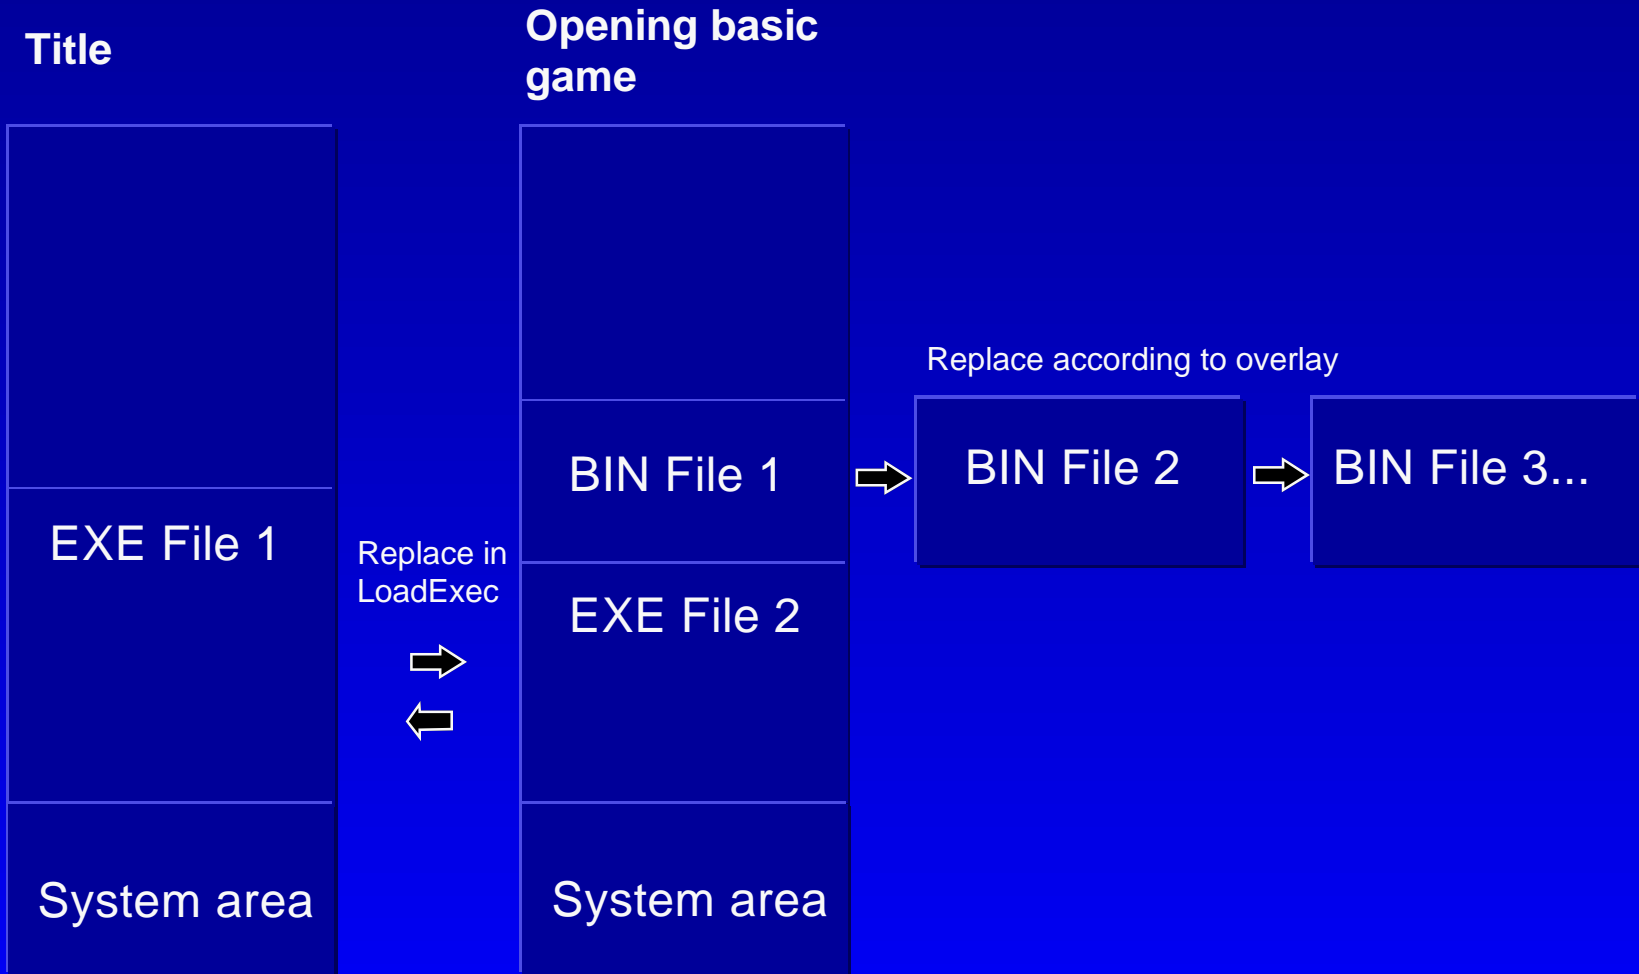 Title
Opening basic
game
Replace according to overlay
BIN File 1
BIN File 2
BIN File 3...
EXE File 1
Replace in
LoadExec
EXE File 2
System area
System area